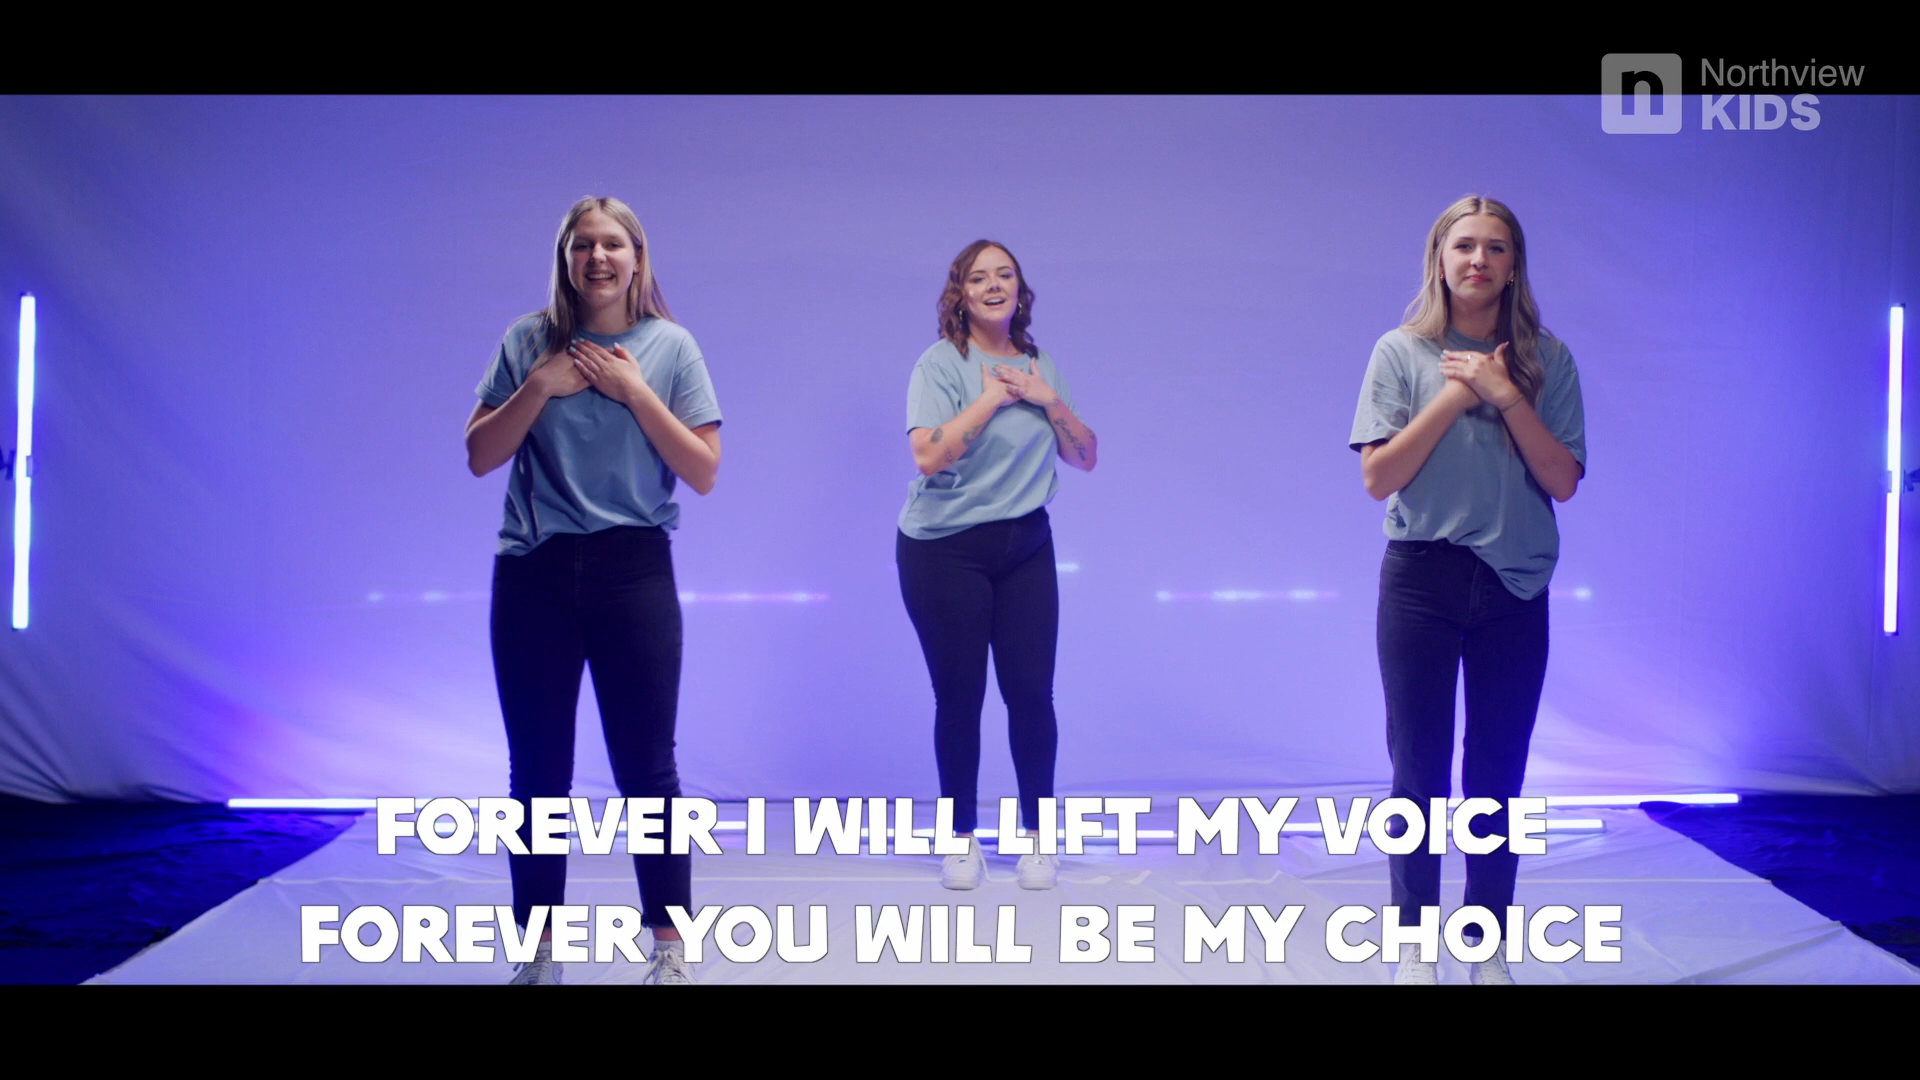 n Northview
KIDS
FOREVER I WILL LIFT MY VOICE
FOREVER YOU WILL BE MY CHOICE